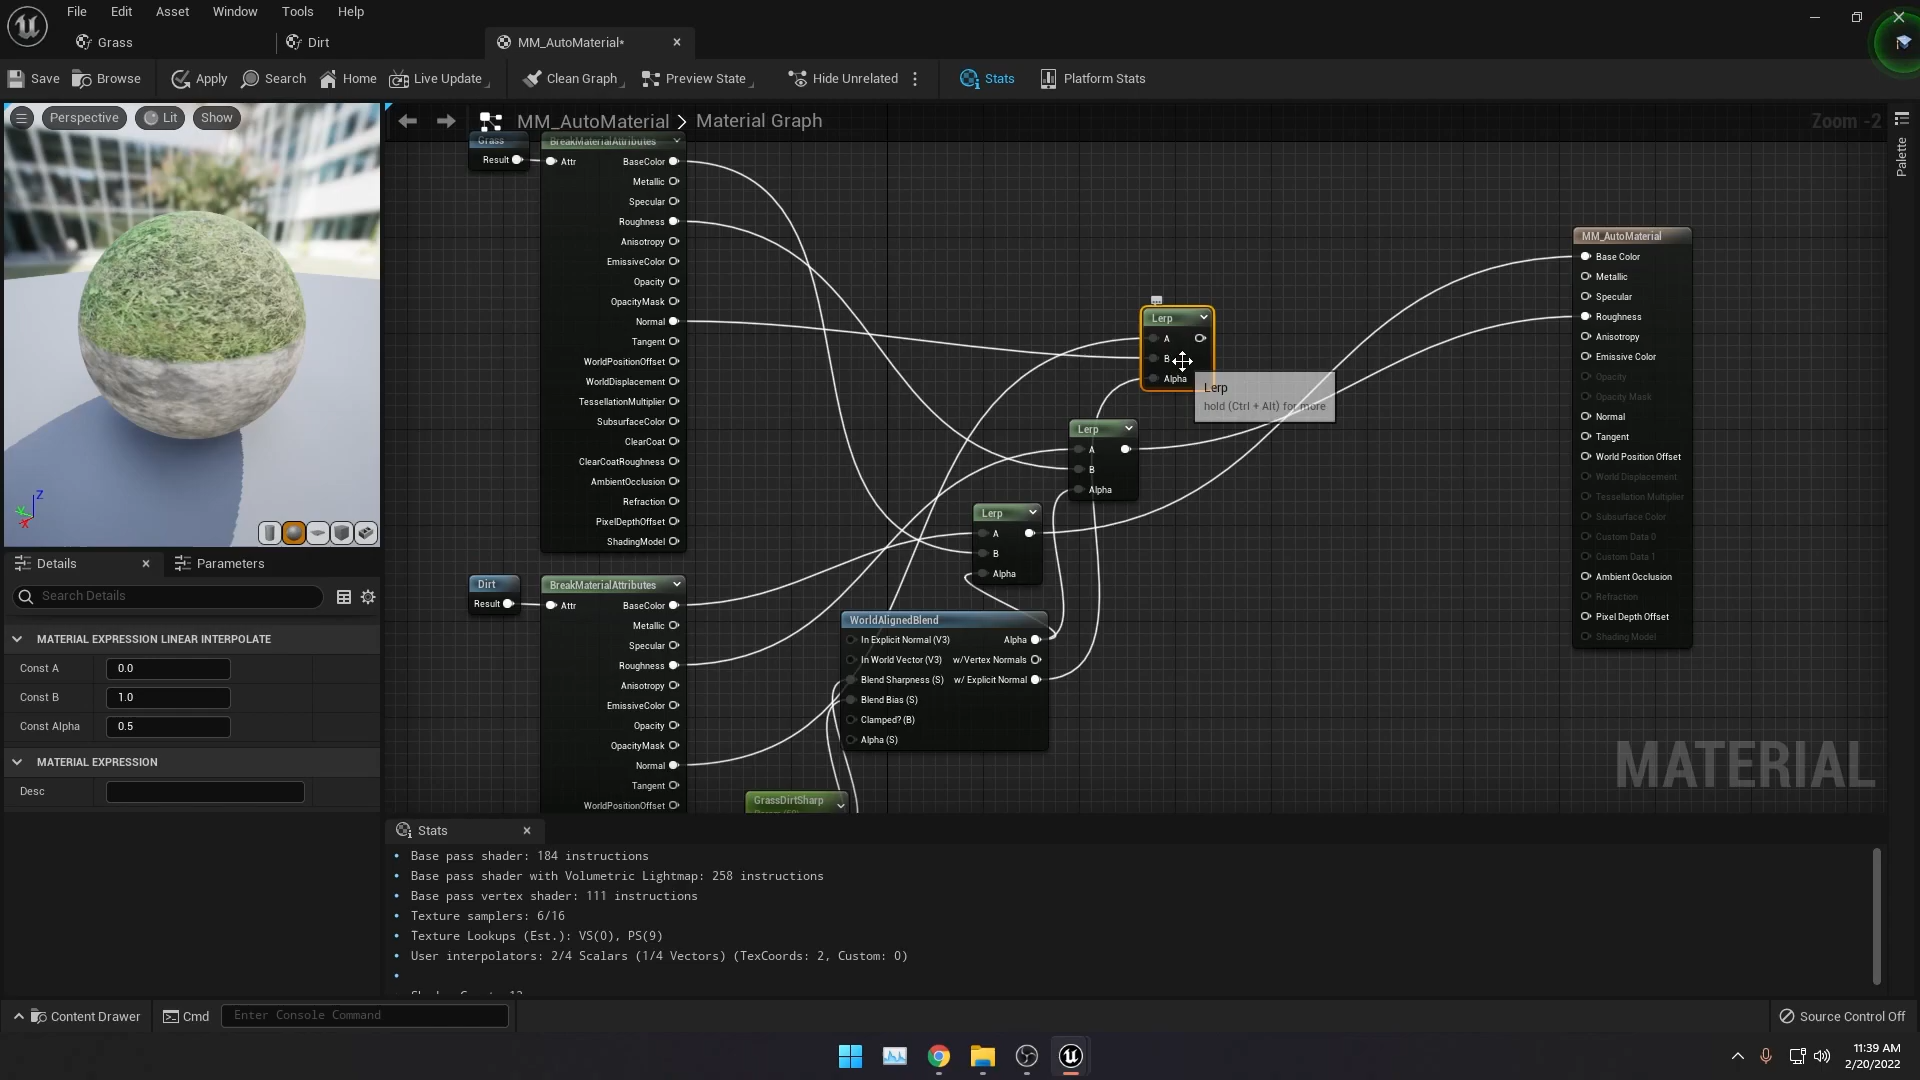 File Edit Asset Window Tools Help
Grass Dirt MM_AutoMaterial*
Save Browse Apply Search Home Live Update Clean Graph Preview State Hide Unrelated Stats Platform Stats
Perspective Lit Show
MM_AutoMaterial > Material Graph
Zoom -2
Palette
Z
Grass
Result
BreakMaterialAttributes
Attr BaseColor
Metallic
Specular
Roughness
Anisotropy
EmissiveColor
Opacity
OpacityMask
Normal
Tangent
WorldPositionOffset
WorldDisplacement
TessellationMultiplier
SubsurfaceColor
ClearCoat
ClearCoatRoughness
AmbientOcclusion
Refraction
PixelDepthOffset
ShadingModel
Dirt
Result
BreakMaterialAttributes
Attr BaseColor
Metallic
Specular
Roughness
Anisotropy
EmissiveColor
Opacity
OpacityMask
Normal
Tangent
WorldPositionOffset
Lerp
A
B
Alpha
Lerp
hold (Ctrl + Alt) for more
Lerp
A
B
Alpha
Lerp
A
B
Alpha
WorldAlignedBlend
In Explicit Normal (V3) Alpha
In World Vector (V3) w/Vertex Normals
Blend Sharpness (S) w/ Explicit Normal
Blend Bias (S)
Clamped? (B)
Alpha (S)
GrassDirtSharp
MM_AutoMaterial
Base Color
Metallic
Specular
Roughness
Anisotropy
Emissive Color
Opacity
Opacity Mask
Normal
Tangent
World Position Offset
World Displacement
Tessellation Multiplier
Subsurface Color
Custom Data 0
Custom Data 1
Ambient Occlusion
Refraction
Pixel Depth Offset
Shading Model
MATERIAL
Details Parameters
Search Details
MATERIAL EXPRESSION LINEAR INTERPOLATE
Const A 0.0
Const B 1.0
Const Alpha 0.5
MATERIAL EXPRESSION
Desc
Stats
Base pass shader: 184 instructions
Base pass shader with Volumetric Lightmap: 258 instructions
Base pass vertex shader: 111 instructions
Texture samplers: 6/16
Texture Lookups (Est.): VS(0), PS(9)
User interpolators: 2/4 Scalars (1/4 Vectors) (TexCoords: 2, Custom: 0)
Content Drawer Cmd Enter Console Command Source Control Off
11:39 AM
2/20/2022